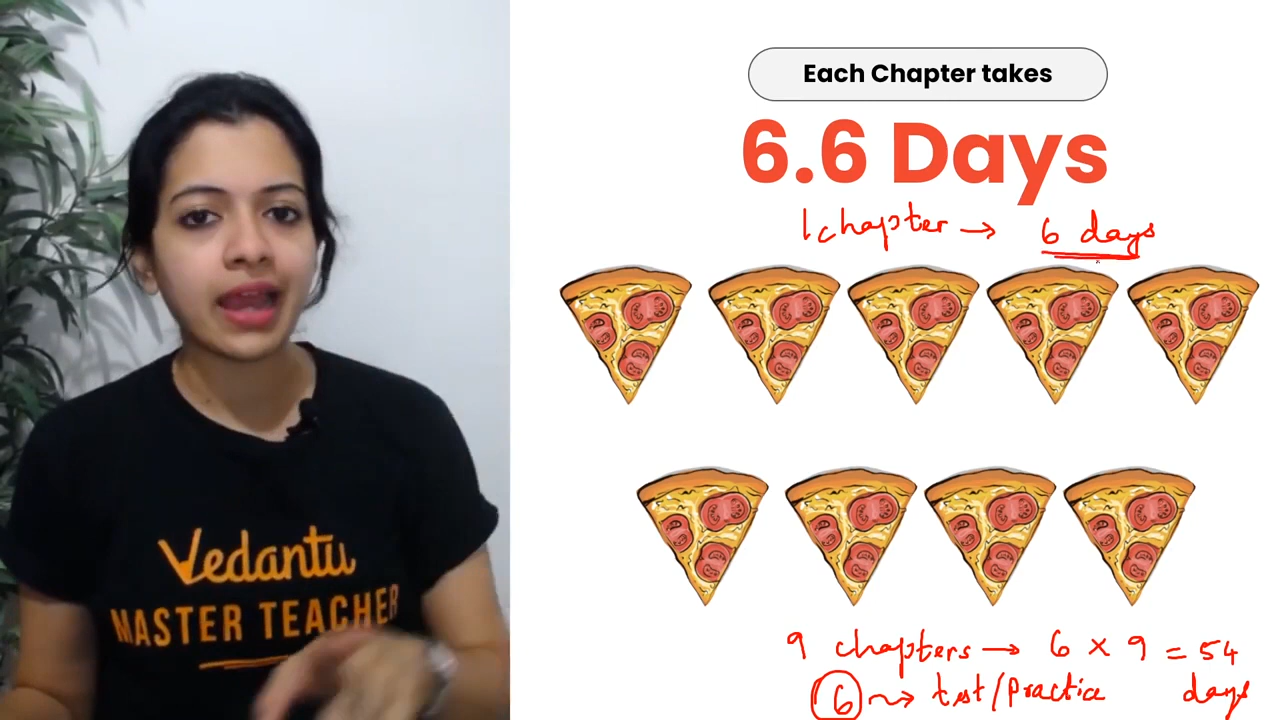 Each Chapter takes
6.6 Days
1 chapter → 6 days
Vedantu
MASTER TEACHER
9 chapters → 6 × 9 = 54 days
6 → test/Practice